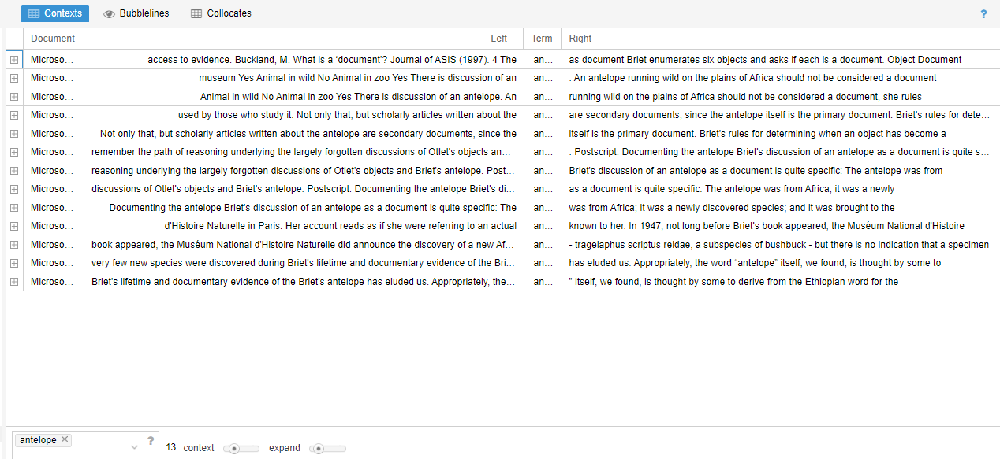 Contexts Bubblelines Collocates ?
Document Left Term Right
Microso... access to evidence. Buckland, M. What is a ‘document’? Journal of ASIS (1997). 4 The an... as document Briet enumerates six objects and asks if each is a document. Object Document
Microso... museum Yes Animal in wild No Animal in zoo Yes There is discussion of an an... . An antelope running wild on the plains of Africa should not be considered a document
Microso... Animal in wild No Animal in zoo Yes There is discussion of an antelope. An an... running wild on the plains of Africa should not be considered a document, she rules
Microso... used by those who study it. Not only that, but scholarly articles written about the an... are secondary documents, since the antelope itself is the primary document. Briet's rules for dete...
Microso... Not only that, but scholarly articles written about the antelope are secondary documents, since the an... itself is the primary document. Briet's rules for determining when an object has become a
Microso... remember the path of reasoning underlying the largely forgotten discussions of Otlet's objects an... an... . Postscript: Documenting the antelope Briet's discussion of an antelope as a document is quite s...
Microso... reasoning underlying the largely forgotten discussions of Otlet's objects and Briet's antelope. Post... an... Briet's discussion of an antelope as a document is quite specific: The antelope was from
Microso... discussions of Otlet's objects and Briet's antelope. Postscript: Documenting the antelope Briet's di... an... as a document is quite specific: The antelope was from Africa; it was a newly
Microso... Documenting the antelope Briet's discussion of an antelope as a document is quite specific: The an... was from Africa; it was a newly discovered species; and it was brought to the
Microso... d'Histoire Naturelle in Paris. Her account reads as if she were referring to an actual an... known to her. In 1947, not long before Briet's book appeared, the Muséum National d'Histoire
Microso... book appeared, the Muséum National d'Histoire Naturelle did announce the discovery of a new Af... an... - tragelaphus scriptus reidae, a subspecies of bushbuck - but there is no indication that a specimen
Microso... very few new species were discovered during Briet's lifetime and documentary evidence of the Bri... an... has eluded us. Appropriately, the word “antelope” itself, we found, is thought by some to
Microso... Briet's lifetime and documentary evidence of the Briet's antelope has eluded us. Appropriately, the... an... ” itself, we found, is thought by some to derive from the Ethiopian word for the
antelope ? 13 context expand